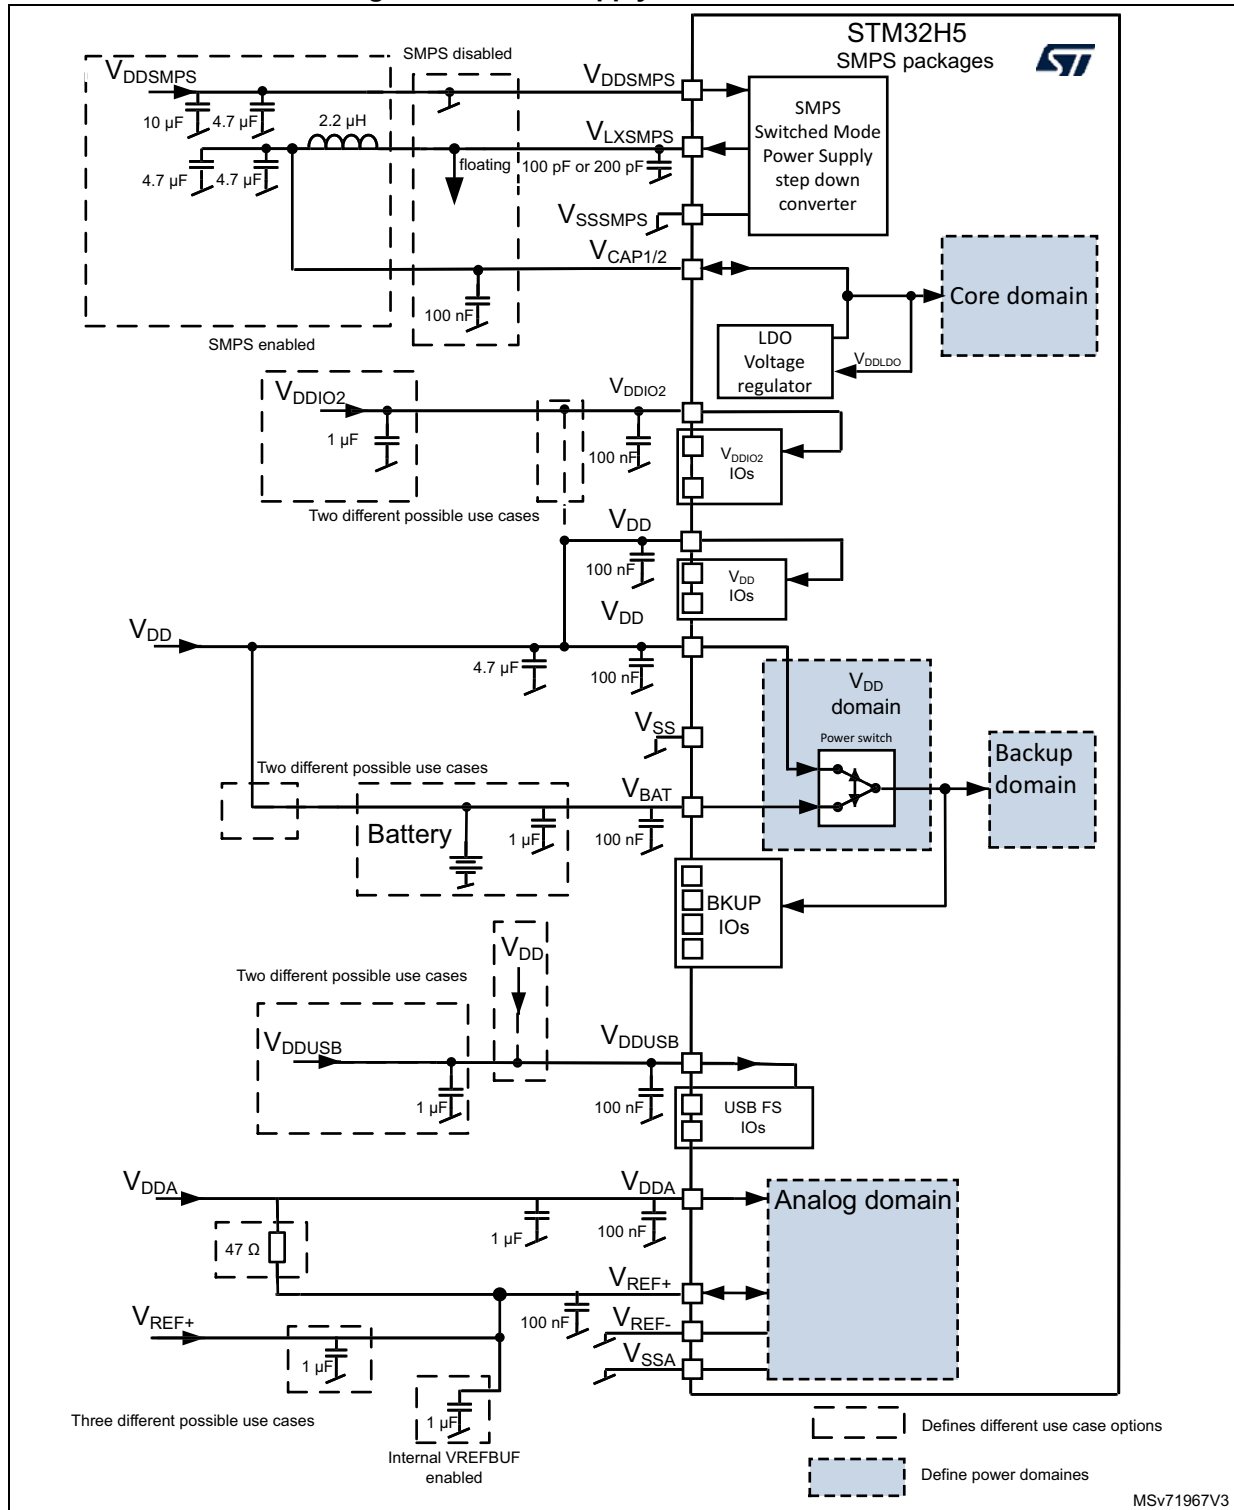 STM32H5
SMPS packages
SMPS disabled
VDDSMPS
VDDSMPS
10 µF
4.7 µF
2.2 µH
VLXSMPS
4.7 µF
4.7 µF
floating
100 pF or 200 pF
SMPS
Switched Mode
Power Supply
step down
converter
VSSSMPS
VCAP1/2
100 nF
SMPS enabled
Core domain
LDO
Voltage
regulator
VDDLDO
VDDIO2
VDDIO2
1 µF
100 nF
VDDIO2
IOs
Two different possible use cases
VDD
100 nF
VDD
IOs
VDD
VDD
4.7 µF
100 nF
VDD
domain
Power switch
VSS
Backup
domain
Two different possible use cases
VBAT
Battery
1 µF
100 nF
BKUP
IOs
VDD
Two different possible use cases
VDDUSB
VDDUSB
1 µF
100 nF
USB FS
IOs
VDDA
VDDA
1 µF
100 nF
Analog domain
47 Ω
VREF+
VREF+
100 nF
VREF-
1 µF
VSSA
Three different possible use cases
1 µF
Internal VREFBUF
enabled
Defines different use case options
Define power domaines
MSv71967V3